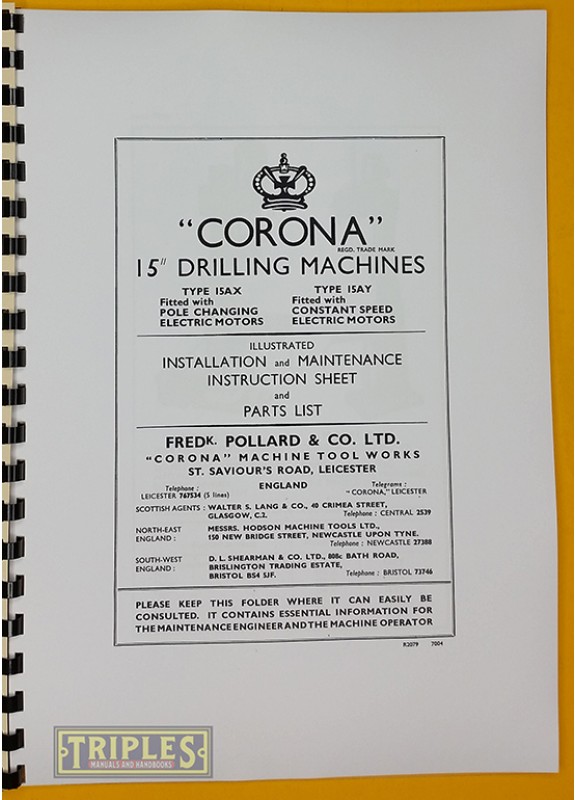 "CORONA"
REGD. TRADE MARK
15" DRILLING MACHINES
TYPE 15AX
Fitted with
POLE CHANGING
ELECTRIC MOTORS
TYPE 15AY
Fitted with
CONSTANT SPEED
ELECTRIC MOTORS
ILLUSTRATED
INSTALLATION and MAINTENANCE
INSTRUCTION SHEET
and
PARTS LIST
FREDK. POLLARD & CO. LTD.
"CORONA" MACHINE TOOL WORKS
ST. SAVIOUR'S ROAD, LEICESTER
ENGLAND
Telephone :
LEICESTER 767534 (5 lines)
Telegrams :
"CORONA," LEICESTER
SCOTTISH AGENTS : WALTER S. LANG & CO., 40 CRIMEA STREET,
GLASGOW, C.2. Telephone : CENTRAL 2539
NORTH-EAST ENGLAND : MESSRS. HODSON MACHINE TOOLS LTD.,
150 NEW BRIDGE STREET, NEWCASTLE UPON TYNE.
Telephone : NEWCASTLE 27388
SOUTH-WEST ENGLAND : D. L. SHEARMAN & CO. LTD., 808c BATH ROAD,
BRISLINGTON TRADING ESTATE,
BRISTOL BS4 5JF. Telephone : BRISTOL 73746
PLEASE KEEP THIS FOLDER WHERE IT CAN EASILY BE
CONSULTED. IT CONTAINS ESSENTIAL INFORMATION FOR
THE MAINTENANCE ENGINEER AND THE MACHINE OPERATOR
R2079 7004
TRIPLES
MANUALS AND HANDBOOKS